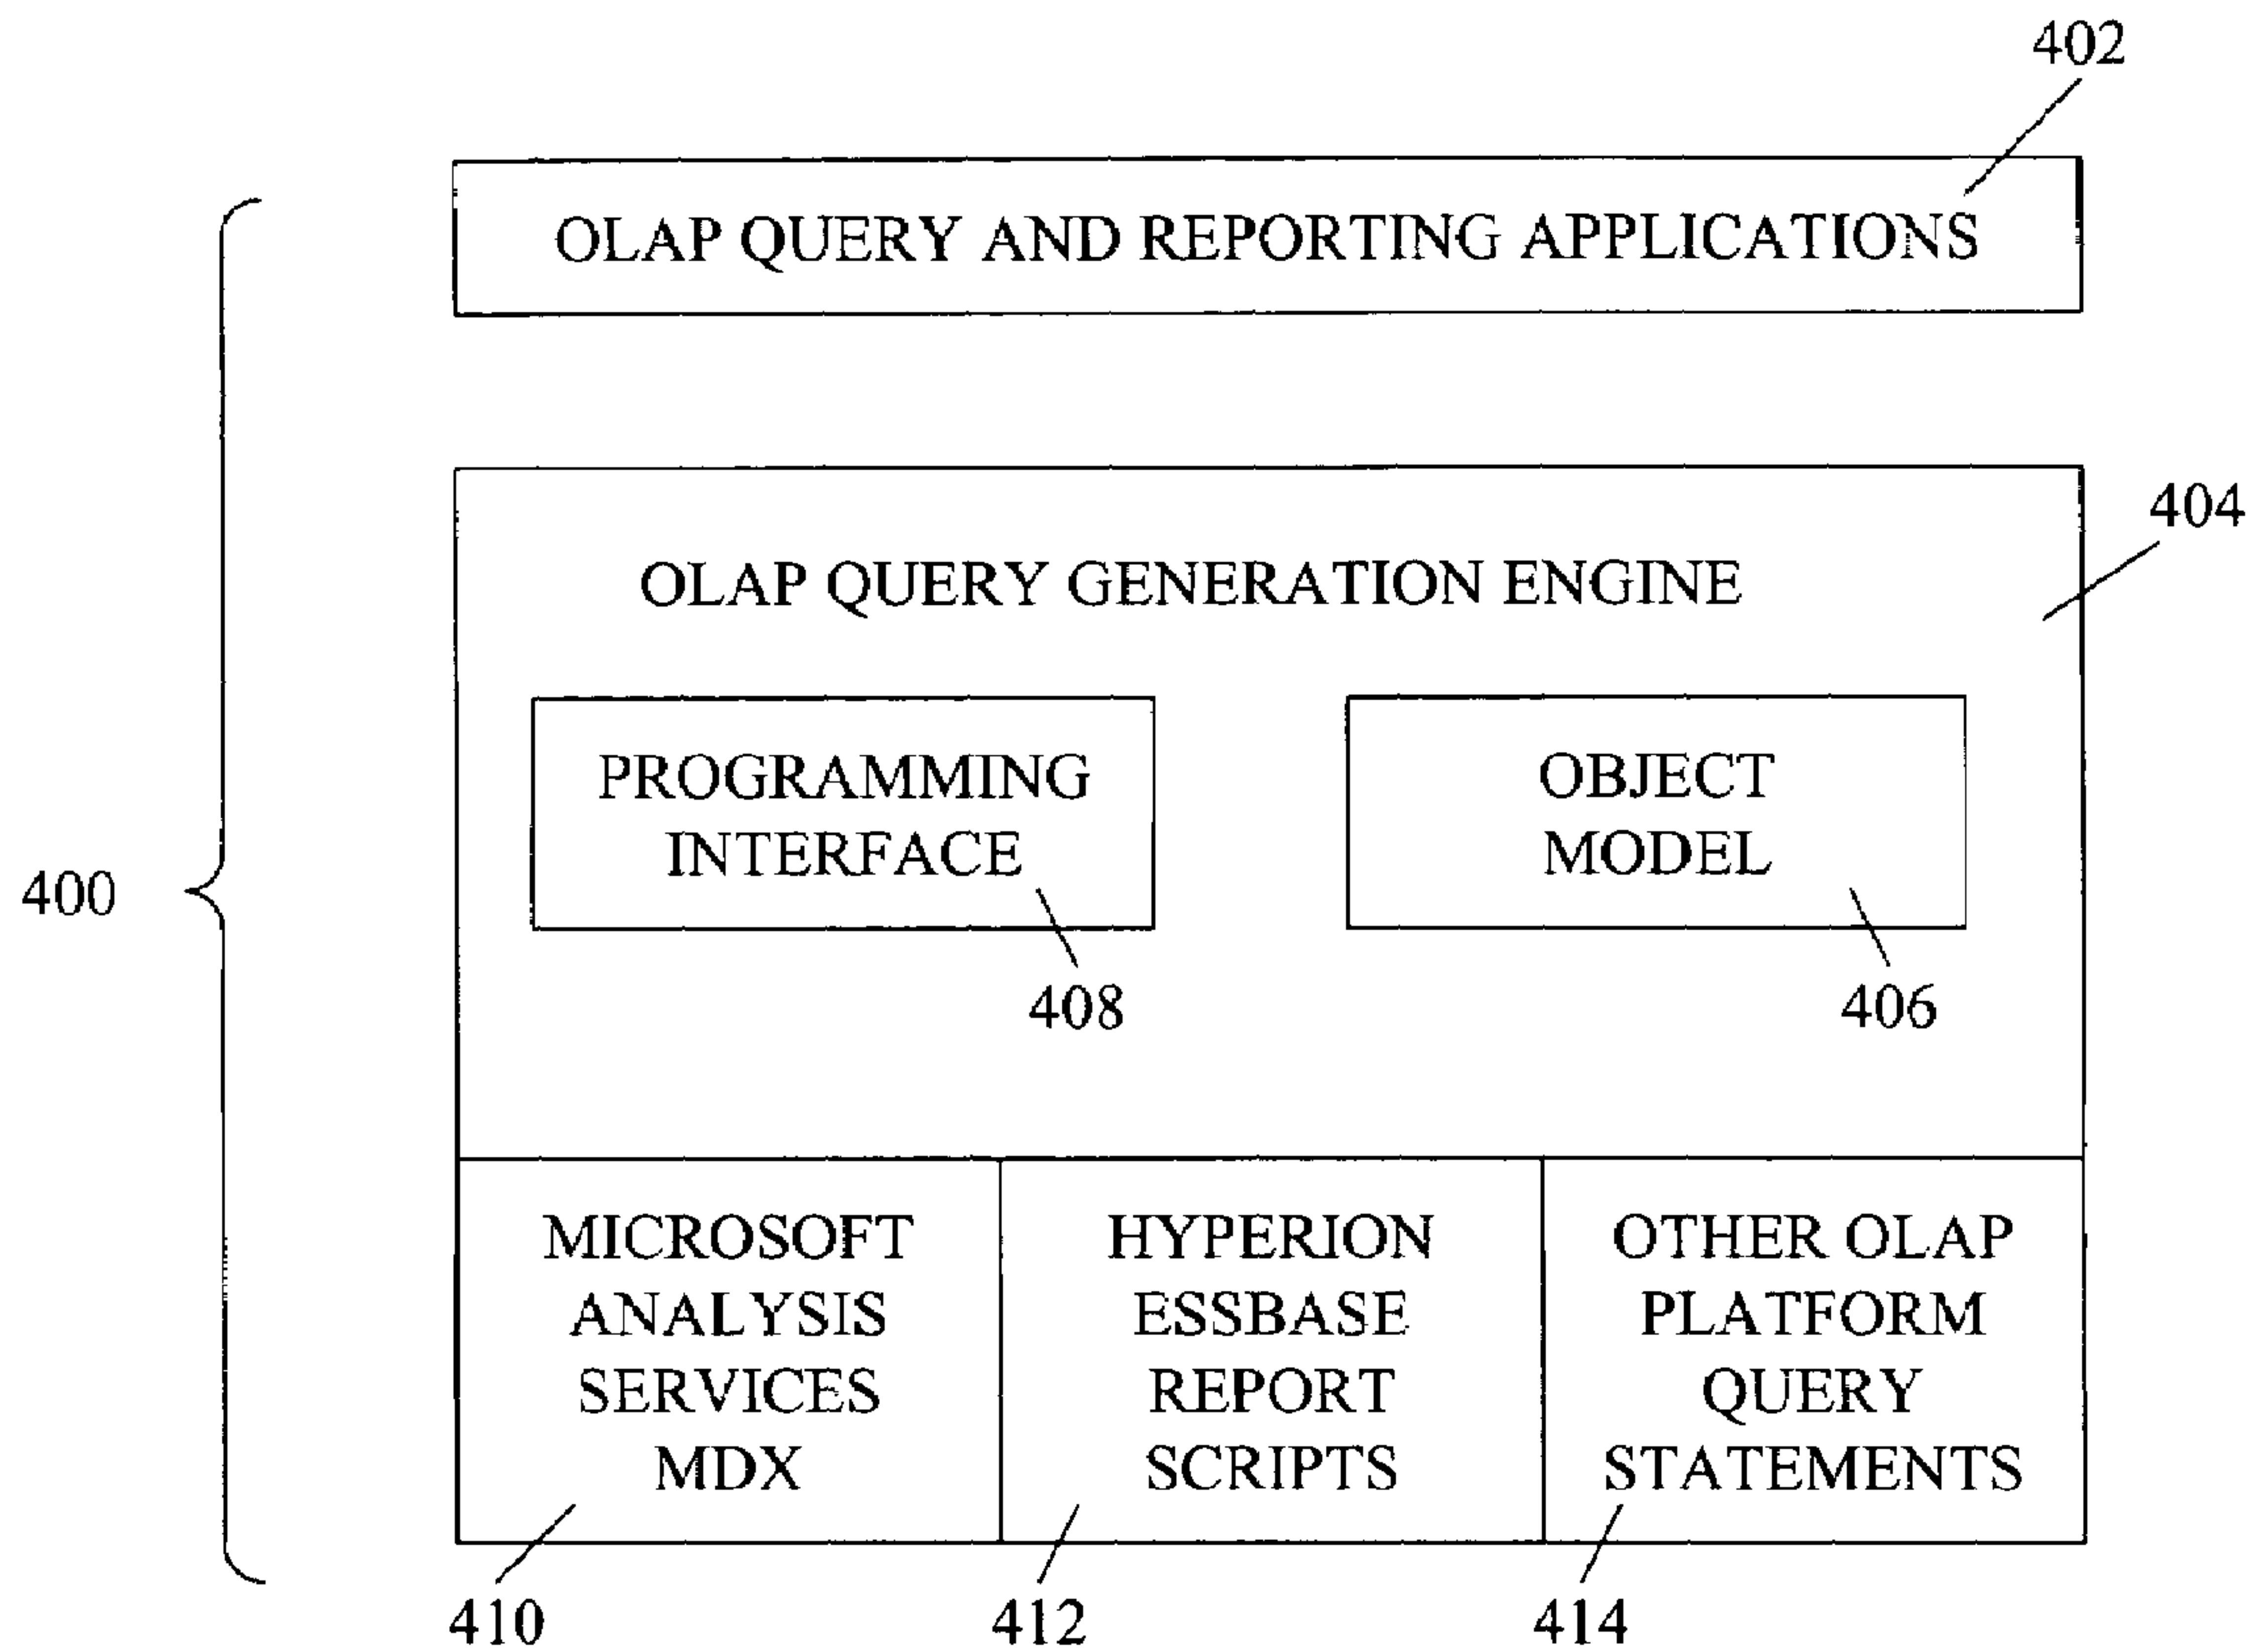 402
OLAP QUERY AND REPORTING APPLICATIONS
404
OLAP QUERY GENERATION ENGINE
PROGRAMMING
INTERFACE
408
OBJECT
MODEL
406
400
MICROSOFT
ANALYSIS
SERVICES
MDX
410
HYPERION
ESSBASE
REPORT
SCRIPTS
412
OTHER OLAP
PLATFORM
QUERY
STATEMENTS
414